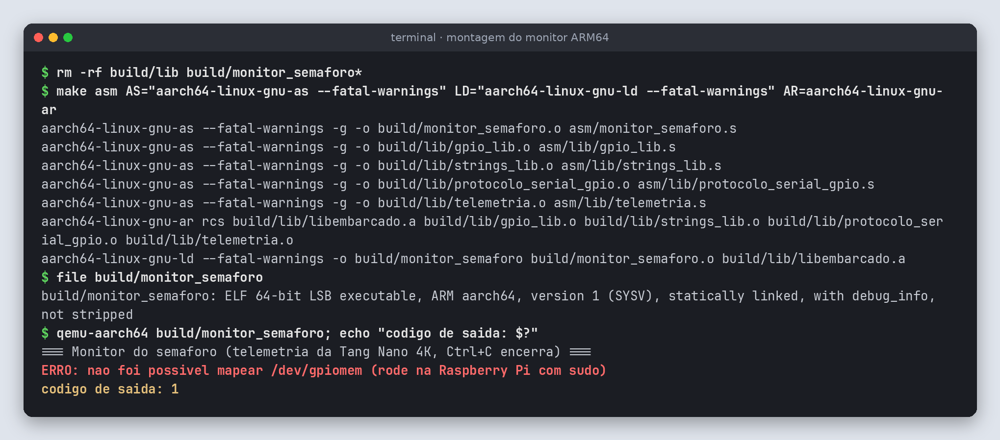 terminal · montagem do monitor ARM64
$ rm -rf build/lib build/monitor_semaforo*
$ make asm AS="aarch64-linux-gnu-as --fatal-warnings" LD="aarch64-linux-gnu-ld --fatal-warnings" AR=aarch64-linux-gnu-
ar
aarch64-linux-gnu-as --fatal-warnings -g -o build/monitor_semaforo.o asm/monitor_semaforo.s
aarch64-linux-gnu-as --fatal-warnings -g -o build/lib/gpio_lib.o asm/lib/gpio_lib.s
aarch64-linux-gnu-as --fatal-warnings -g -o build/lib/strings_lib.o asm/lib/strings_lib.s
aarch64-linux-gnu-as --fatal-warnings -g -o build/lib/protocolo_serial_gpio.o asm/lib/protocolo_serial_gpio.s
aarch64-linux-gnu-as --fatal-warnings -g -o build/lib/telemetria.o asm/lib/telemetria.s
aarch64-linux-gnu-ar rcs build/lib/libembarcado.a build/lib/gpio_lib.o build/lib/strings_lib.o build/lib/protocolo_ser
ial_gpio.o build/lib/telemetria.o
aarch64-linux-gnu-ld --fatal-warnings -o build/monitor_semaforo build/monitor_semaforo.o build/lib/libembarcado.a
$ file build/monitor_semaforo
build/monitor_semaforo: ELF 64-bit LSB executable, ARM aarch64, version 1 (SYSV), statically linked, with debug_info,
not stripped
$ qemu-aarch64 build/monitor_semaforo; echo "codigo de saida: $?"
=== Monitor do semaforo (telemetria da Tang Nano 4K, Ctrl+C encerra) ===
ERRO: nao foi possivel mapear /dev/gpiomem (rode na Raspberry Pi com sudo)
codigo de saida: 1